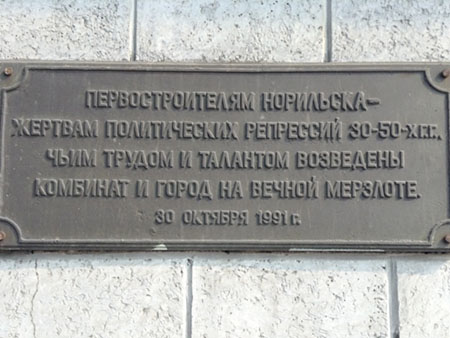 ПЕРВОСТРОИТЕЛЯМ НОРИЛЬСКА–
ЖЕРТВАМ ПОЛИТИЧЕСКИХ РЕПРЕССИЙ 30-50-Х Г.Г.,
ЧЬИМ ТРУДОМ И ТАЛАНТОМ ВОЗВЕДЕНЫ
КОМБИНАТ И ГОРОД НА ВЕЧНОЙ МЕРЗЛОТЕ.
30 ОКТЯБРЯ 1991 г.